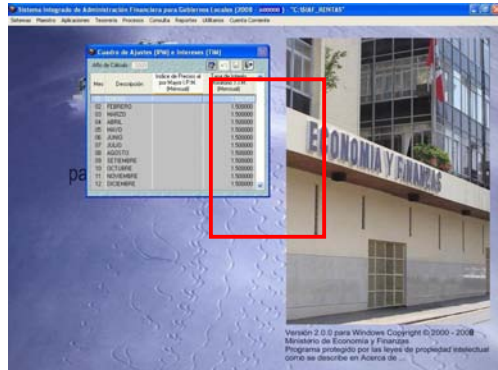 Sistema Integrado de Administración Financiera para Gobiernos Locales [2008 - ] - "C:\SIAF_RENTAS"
Sistemas Maestro Aplicaciones Tesorería Procesos Consulta Reportes Utilitarios Cuenta Corriente
Cuadro de Ajustes (IPM) e Intereses (TIM)
Año de Cálculo
Mes Descripción Indice de Precios al por Mayor I.P.M. (Mensual) (Mensual)
02 FEBRERO 1.500000
03 MARZO 1.500000
04 ABRIL 1.500000
05 MAYO 1.500000
06 JUNIO 1.500000
07 JULIO 1.500000
08 AGOSTO 1.500000
09 SETIEMBRE 1.500000
10 OCTUBRE 1.500000
11 NOVIEMBRE 1.500000
12 DICIEMBRE 1.500000
pa
ECONOMIA Y FINANZAS
Versión 2.0.0 para Windows Copyright © 2000 - 2008
Ministerio de Economía y Finanzas
Programa protegido por las leyes de propiedad intelectual
como se describe en Acerca de ...